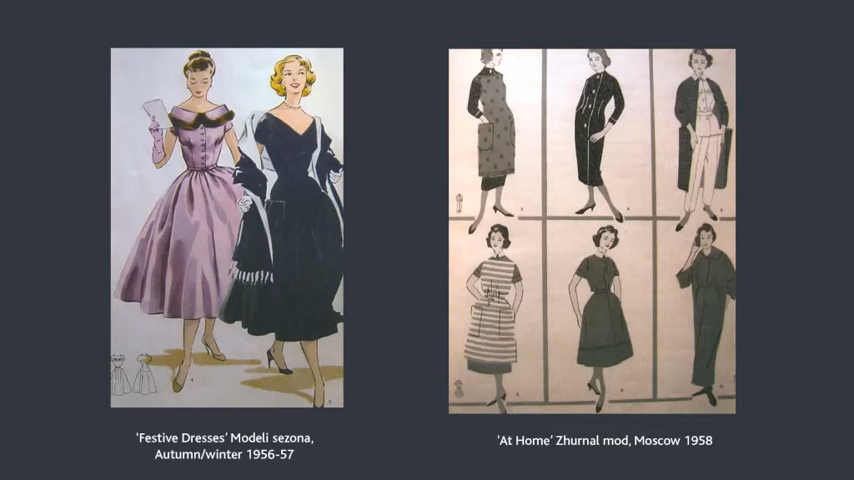 'Festive Dresses' Modeli sezona,
Autumn/winter 1956-57
'At Home' Zhurnal mod, Moscow 1958